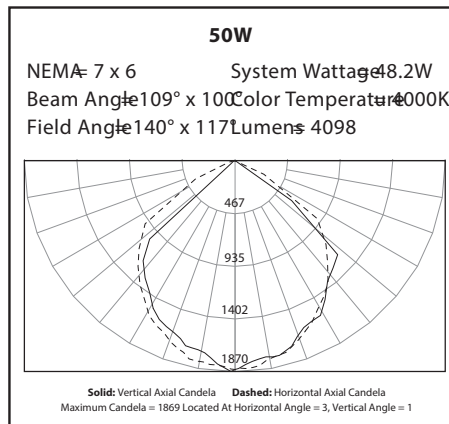 50W
NEMA = 7 x 6 System Wattage = 48.2W
Beam Angle = 109° x 100° Color Temperature = 4000K
Field Angle = 140° x 117° Lumens = 4098
467
935
1402
1870
Solid: Vertical Axial Candela Dashed: Horizontal Axial Candela
Maximum Candela = 1869 Located At Horizontal Angle = 3, Vertical Angle = 1